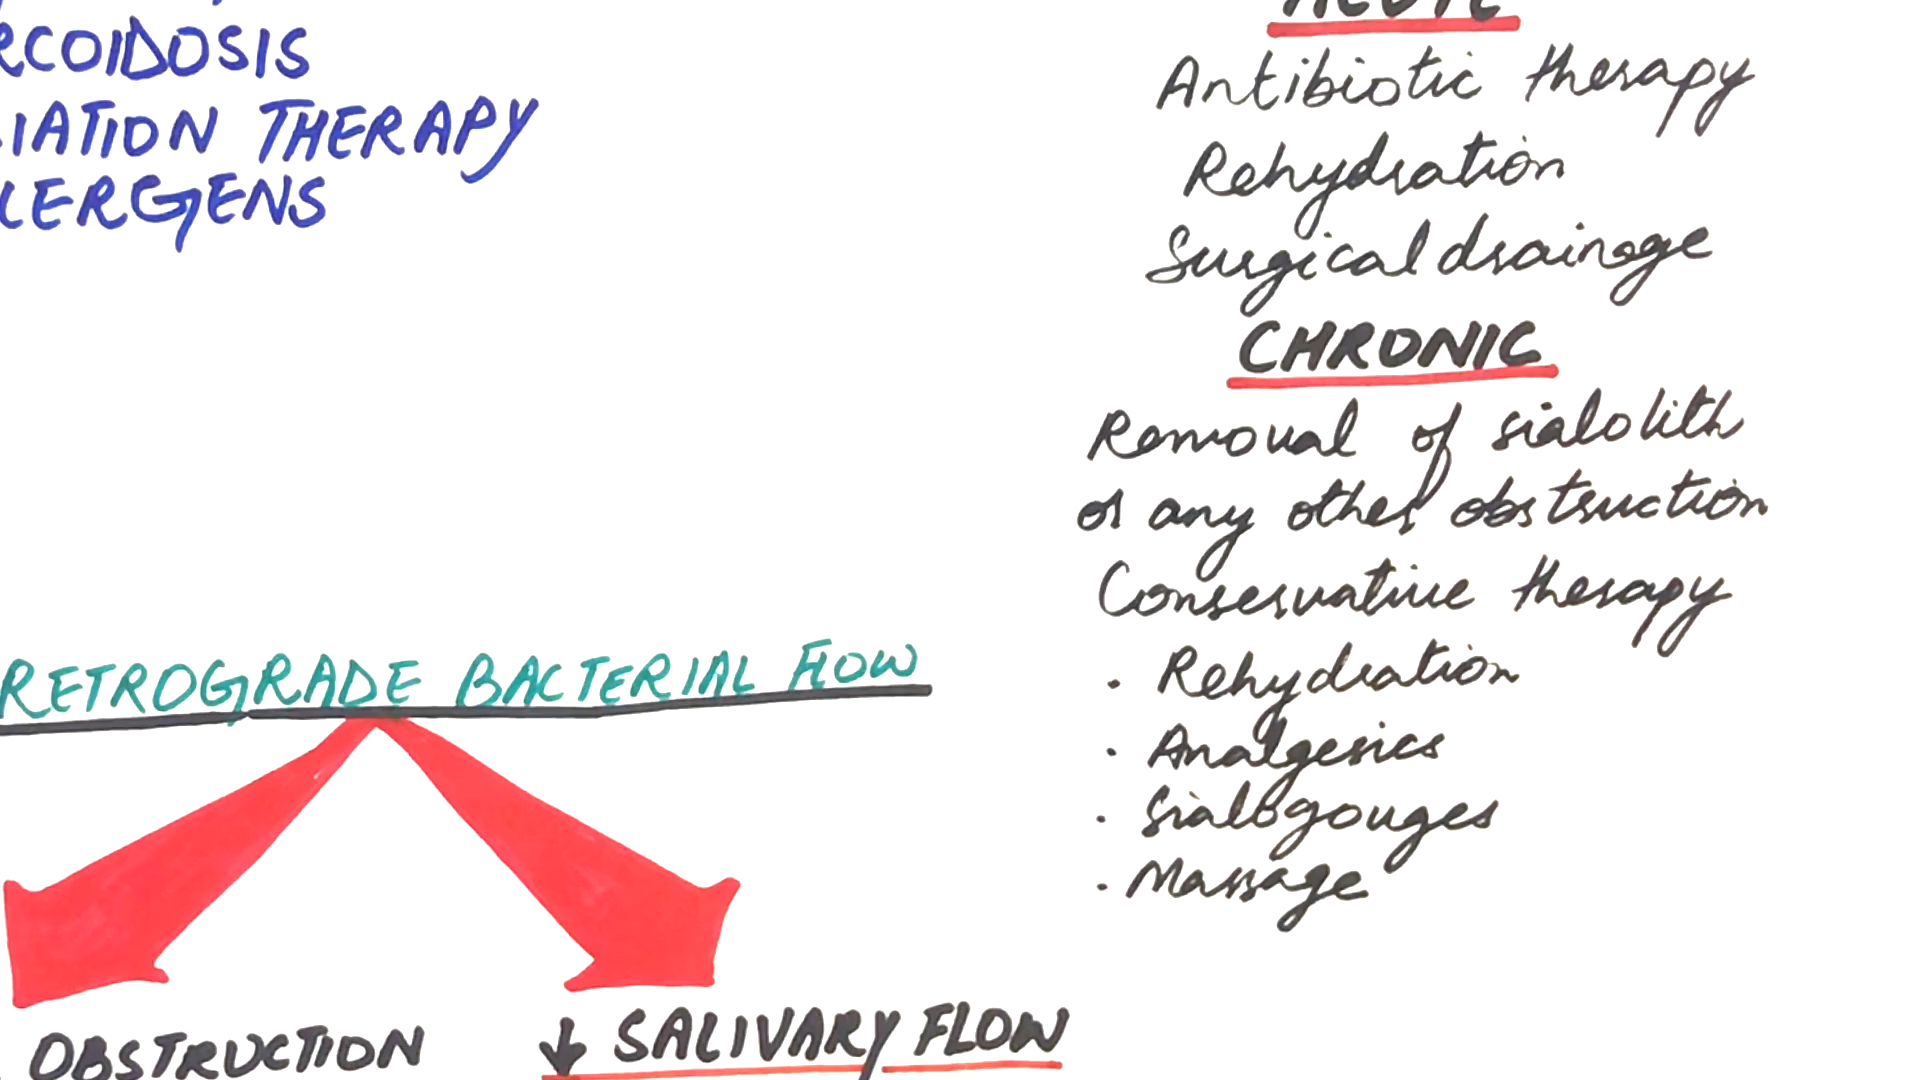 RCOIDOSIS
IATION THERAPY
LERGENS
RETROGRADE BACTERIAL FLOW
OBSTRUCTION
↓ SALIVARY FLOW
ACUTE
Antibiotic therapy
Rehydration
Surgical drainage
CHRONIC
Removal of sialolith
or any other obstruction
Conservative therapy
· Rehydration
· Analgesics
· Sialogouges
· Massage